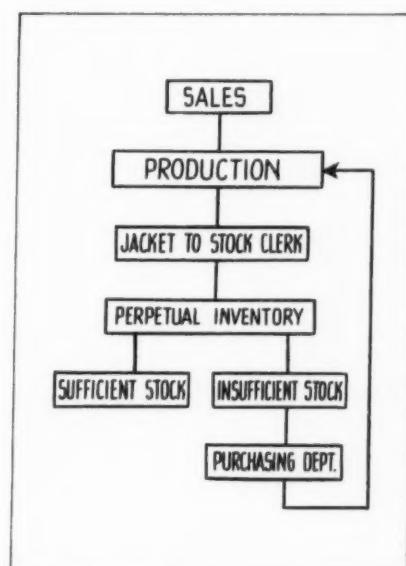 SALES
PRODUCTION
JACKET TO STOCK CLERK
PERPETUAL INVENTORY
SUFFICIENT STOCK
INSUFFICIENT STOCK
PURCHASING DEPT.